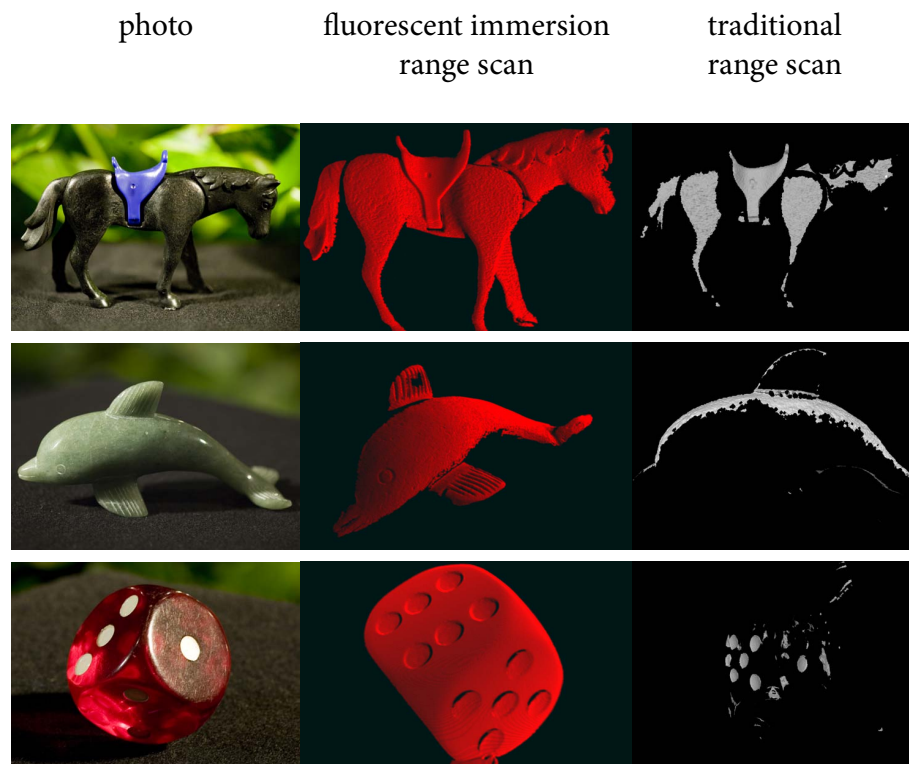 photo
fluorescent immersion
range scan
traditional
range scan